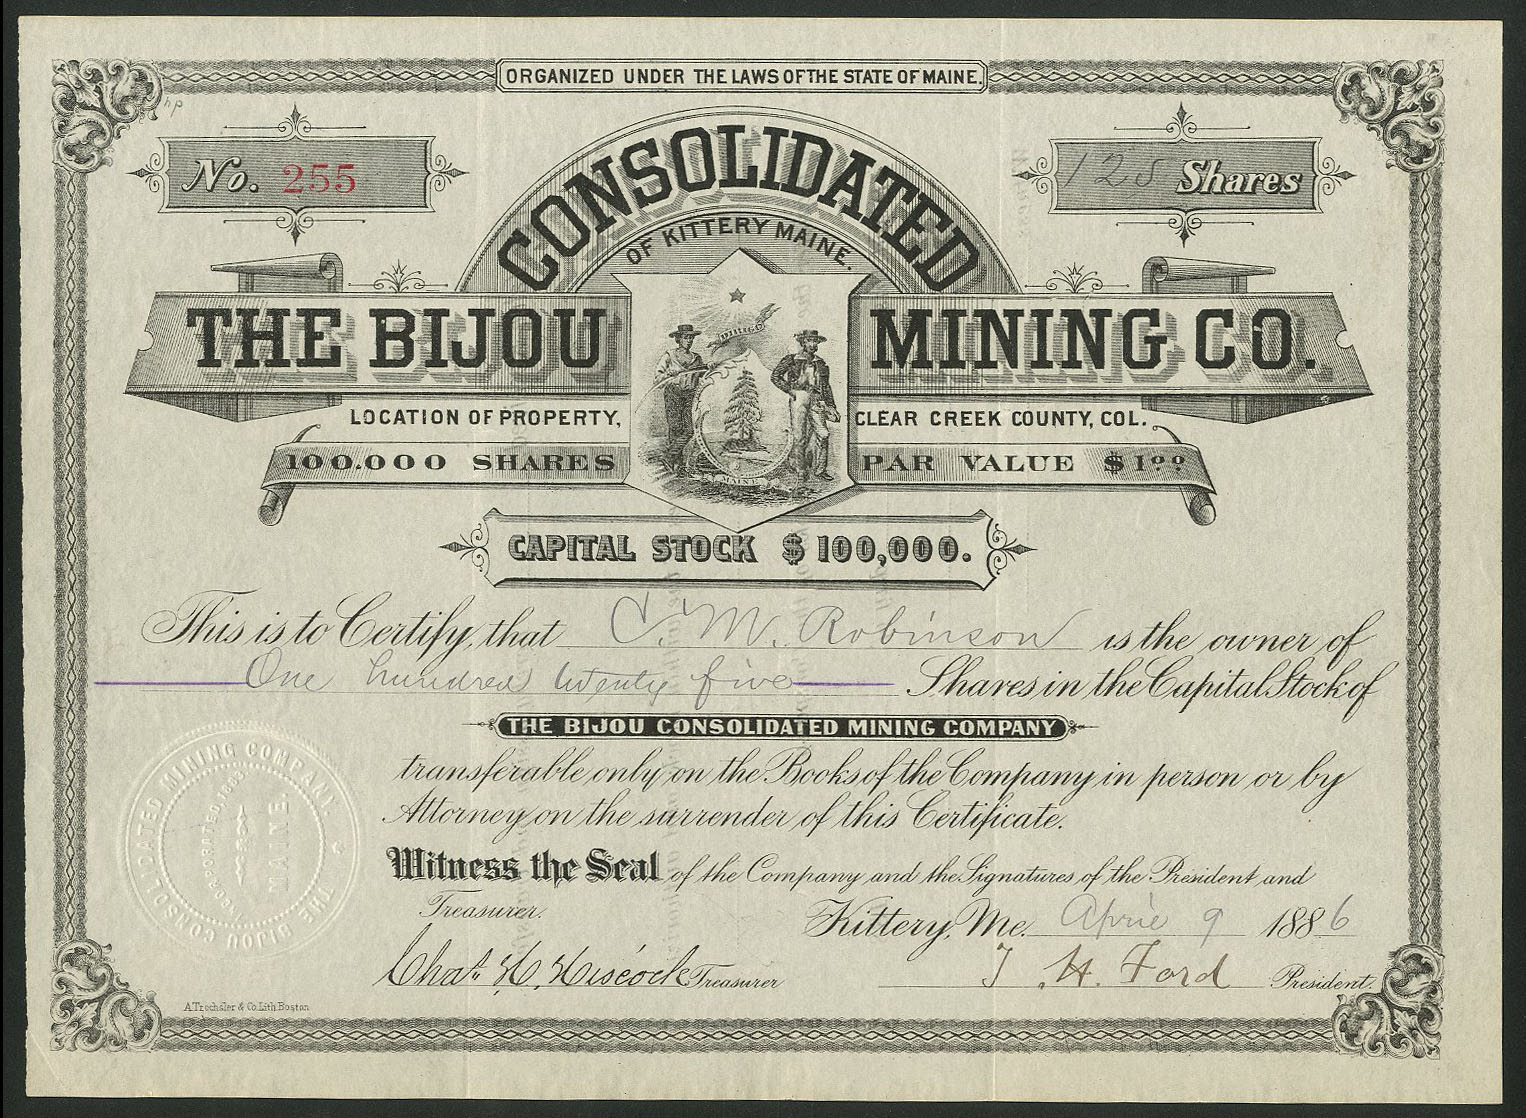 ORGANIZED UNDER THE LAWS OF THE STATE OF MAINE.
No. 255
125 Shares
CONSOLIDATED
OF KITTERY MAINE.
THE BIJOU MINING CO.
DIRIGO
MAINE
LOCATION OF PROPERTY, CLEAR CREEK COUNTY, COL.
100.000 SHARES PAR VALUE $1.00
CAPITAL STOCK $100,000.
This is to Certify, that C. M. Robinson is the owner of
One hundred twenty five Shares in the Capital Stock of
THE BIJOU CONSOLIDATED MINING COMPANY
transferable only on the Books of the Company in person or by
Attorney on the surrender of this Certificate.
Witness the Seal of the Company and the Signatures of the President and
Treasurer. Kittery, Me. April 9 1886
Chas. H. Hiscock Treasurer J. H. Ford President.
THE BIJOU CONSOLIDATED MINING COMPANY.
INCORPORATED, 1883.
MAINE
A. Trochsler & Co. Lith Boston